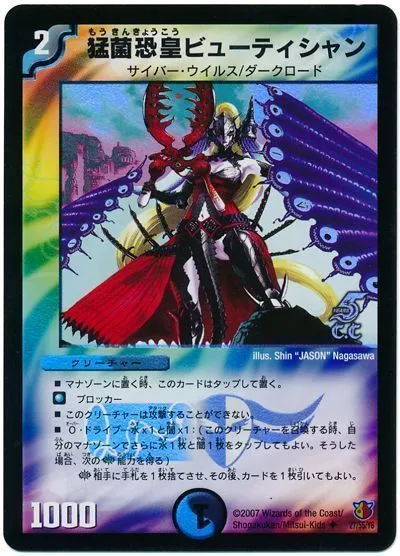 2
もうきんきょうこう
猛菌恐皇ビューティシャン
サイバー・ウイルス/ダークロード
5
YEARS
C.C.
illus. Shin "JASON" Nagasawa
クリーチャー
■ マナゾーンに置く時、このカードはタップして置く。
ブロッカー
■ このクリーチャーは攻撃することができない。
■ O・ドライブ−水×1と闇×1:(このクリーチャーを召喚する時、自
分のマナゾーンでさらに水1枚と闇1枚をタップしてもよい。そうした
場合、次の 能力を得る)
相手に手札を1枚捨てさせ、その後、カードを1枚引いてもよい。
1000
©2007 Wizards of the Coast/
Shogakukan/Mitsui-Kids
27/55/Y6